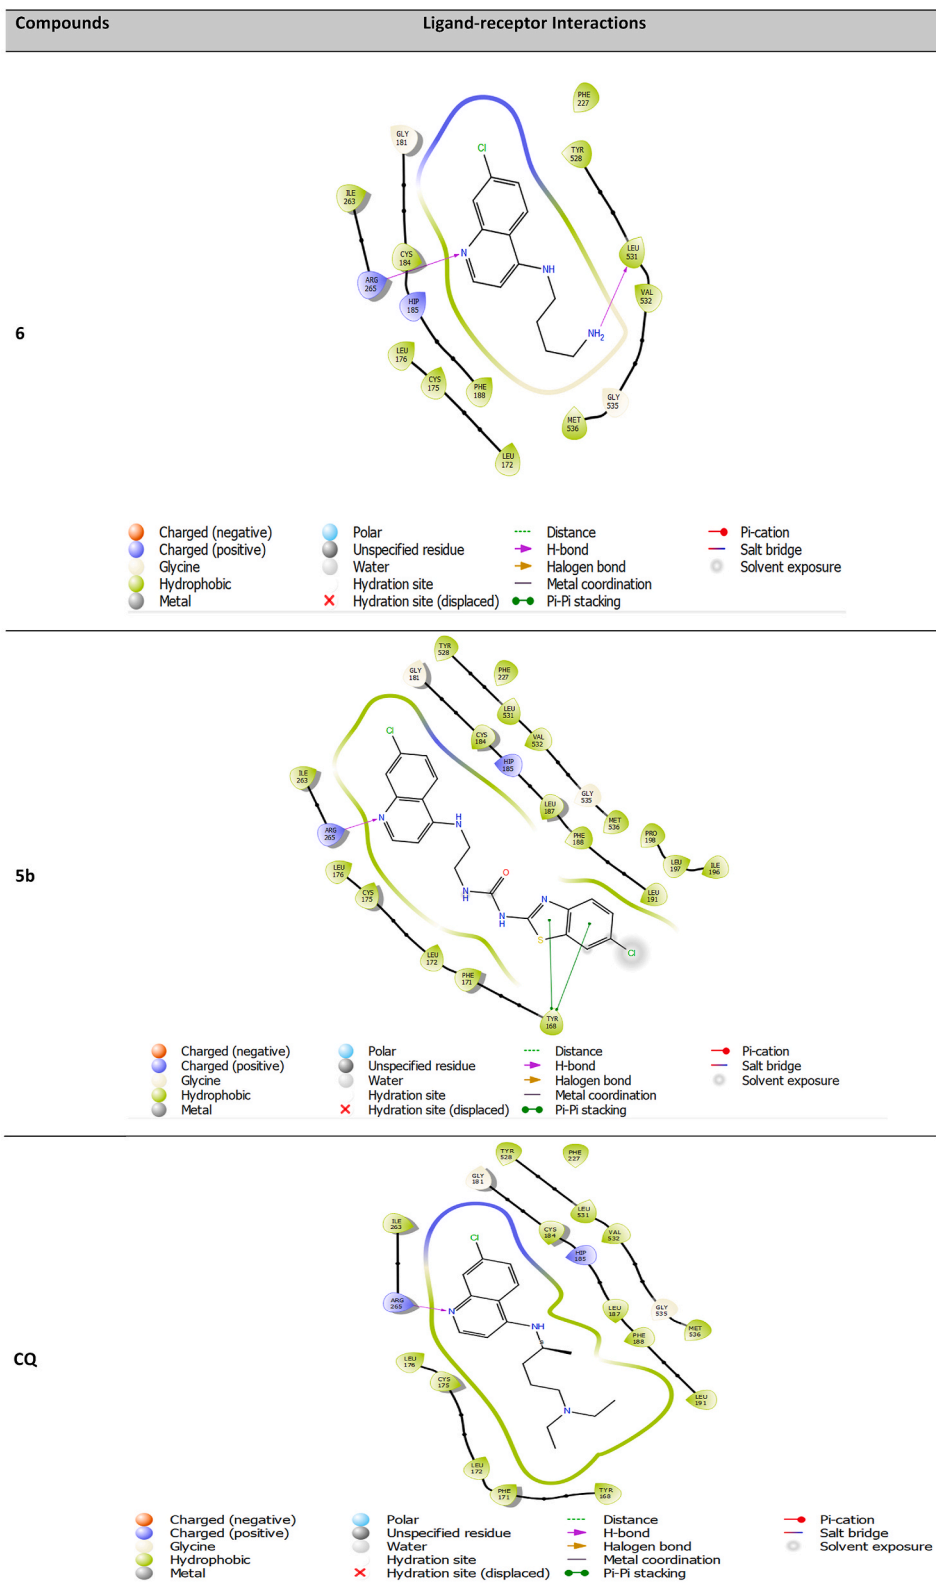 Compounds Ligand-receptor Interactions
PHE
227
GLY
181
TYR
528
Cl
ILE
263
CYS
184
N
LEU
531
ARG
265
NH
HIP
185
VAL
532
6
NH2
LEU
176
CYS
175
PHE
188
GLY
535
MET
536
LEU
172
Charged (negative) Polar Distance Pi-cation
Charged (positive) Unspecified residue H-bond Salt bridge
Glycine Water Halogen bond Solvent exposure
Hydrophobic Hydration site Metal coordination
Metal Hydration site (displaced) Pi-Pi stacking
TYR
528
GLY
181
PHE
227
LEU
531
Cl
CYS
184
VAL
532
HIP
185
ILE
263
GLY
535
LEU
187
N
H
N
MET
536
ARG
265
PHE
188
PRO
198
LEU
197
ILE
196
5b
LEU
176
O
CYS
175
N
H
N
LEU
191
N
H
S
Cl
LEU
172
PHE
171
TYR
168
Charged (negative) Polar Distance Pi-cation
Charged (positive) Unspecified residue H-bond Salt bridge
Glycine Water Halogen bond Solvent exposure
Hydrophobic Hydration site Metal coordination
Metal Hydration site (displaced) Pi-Pi stacking
TYR
528
PHE
227
GLY
181
LEU
531
ILE
263
CYS
184
VAL
532
Cl
HIP
185
ARG
265
N
LEU
187
GLY
535
NH
PHE
188
MET
536
CQ
LEU
176
CYS
175
LEU
191
N
LEU
172
PHE
171
TYR
168
Charged (negative) Polar Distance Pi-cation
Charged (positive) Unspecified residue H-bond Salt bridge
Glycine Water Halogen bond Solvent exposure
Hydrophobic Hydration site Metal coordination
Metal Hydration site (displaced) Pi-Pi stacking